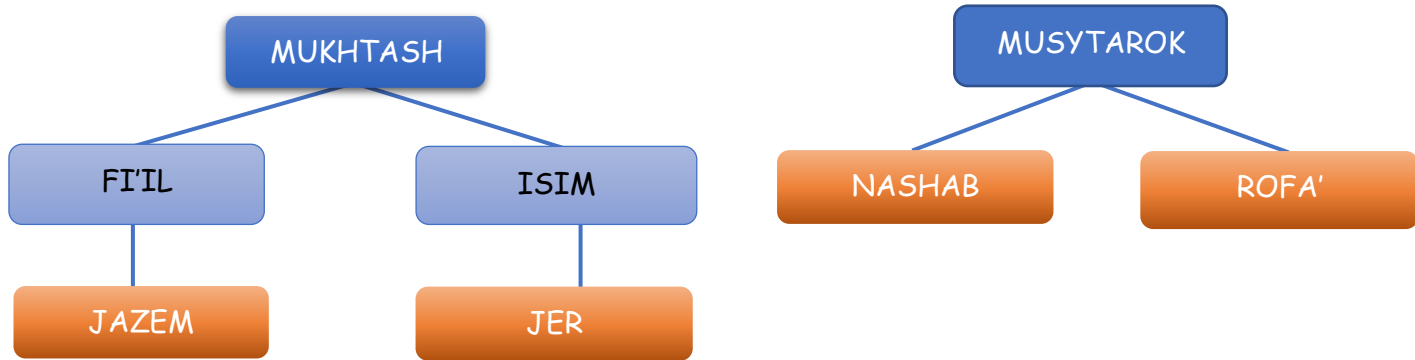 MUKHTASH
FI'IL
ISIM
JAZEM
JER
MUSYTAROK
NASHAB
ROFA'